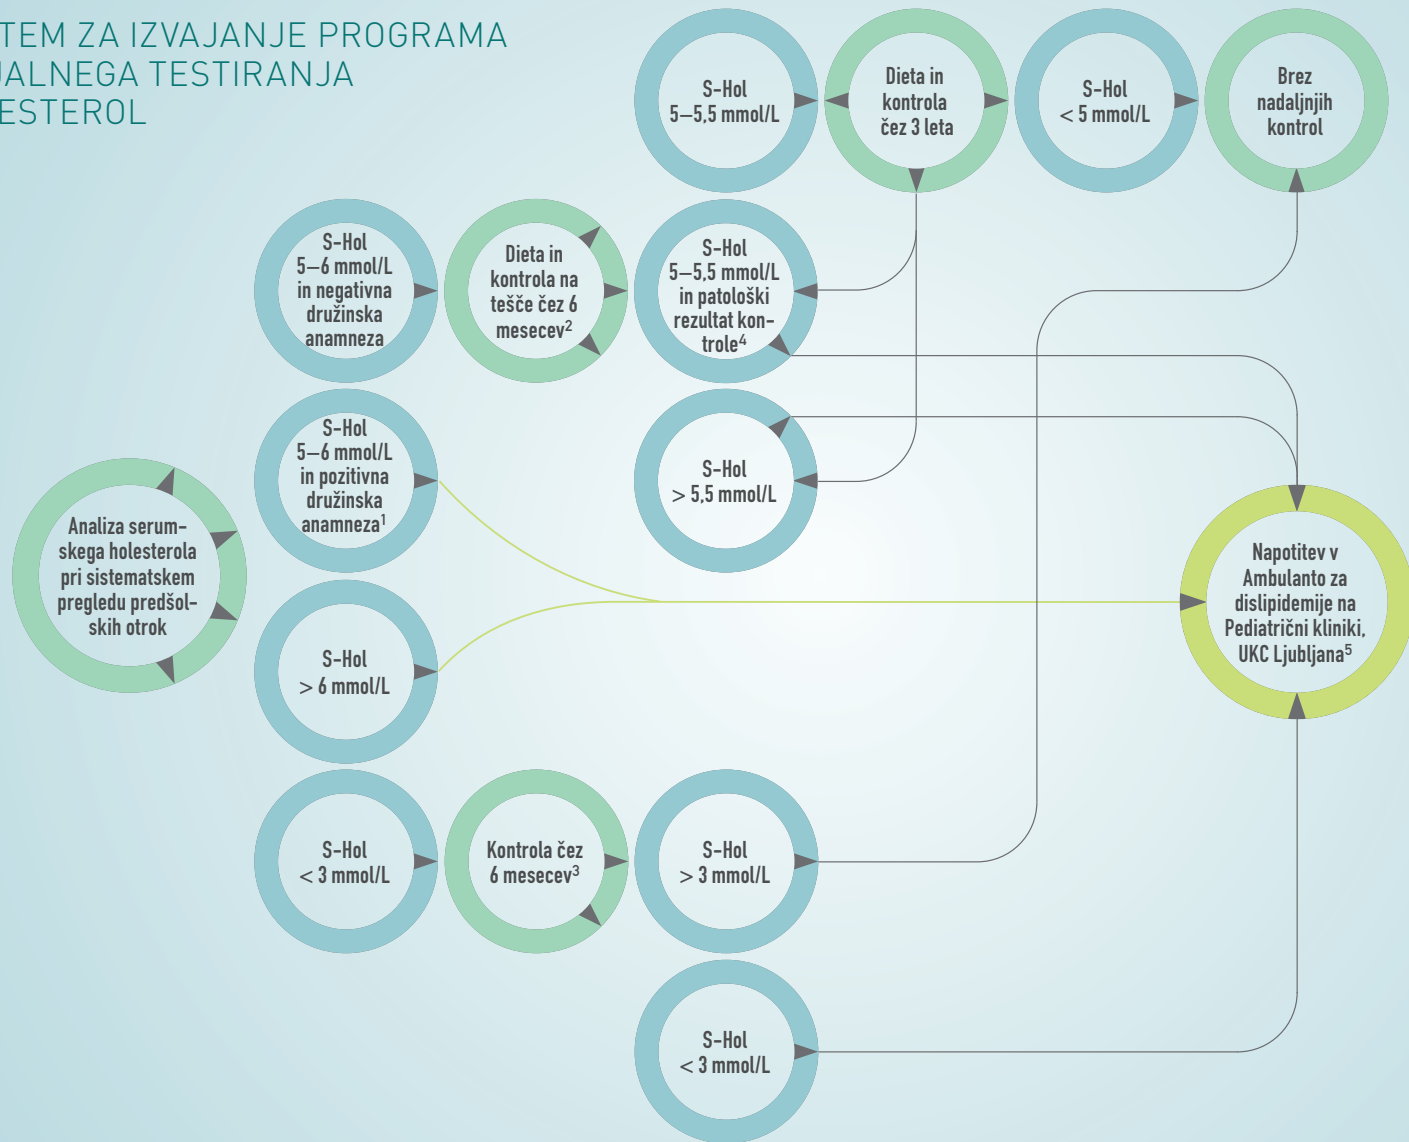 TEM ZA IZVAJANJE PROGRAMA
JALNEGA TESTIRANJA
ESTEROL
S-Hol
5–5,5 mmol/L
Dieta in
kontrola
čez 3 leta
S-Hol
< 5 mmol/L
Brez
nadaljnjih
kontrol
S-Hol
5–6 mmol/L
in negativna
družinska
anamneza
Dieta in
kontrola na
tešče čez 6
mesecev2
S-Hol
5–5,5 mmol/L
in patološki
rezultat kon-
trole4
S-Hol
5–6 mmol/L
in pozitivna
družinska
anamneza1
S-Hol
> 5,5 mmol/L
Analiza serum-
skega holesterola
pri sistematskem
pregledu predšol-
skih otrok
Napotitev v
Ambulanto za
dislipidemije na
Pediatrični kliniki,
UKC Ljubljana5
S-Hol
> 6 mmol/L
S-Hol
< 3 mmol/L
Kontrola čez
6 mesecev3
S-Hol
> 3 mmol/L
S-Hol
< 3 mmol/L